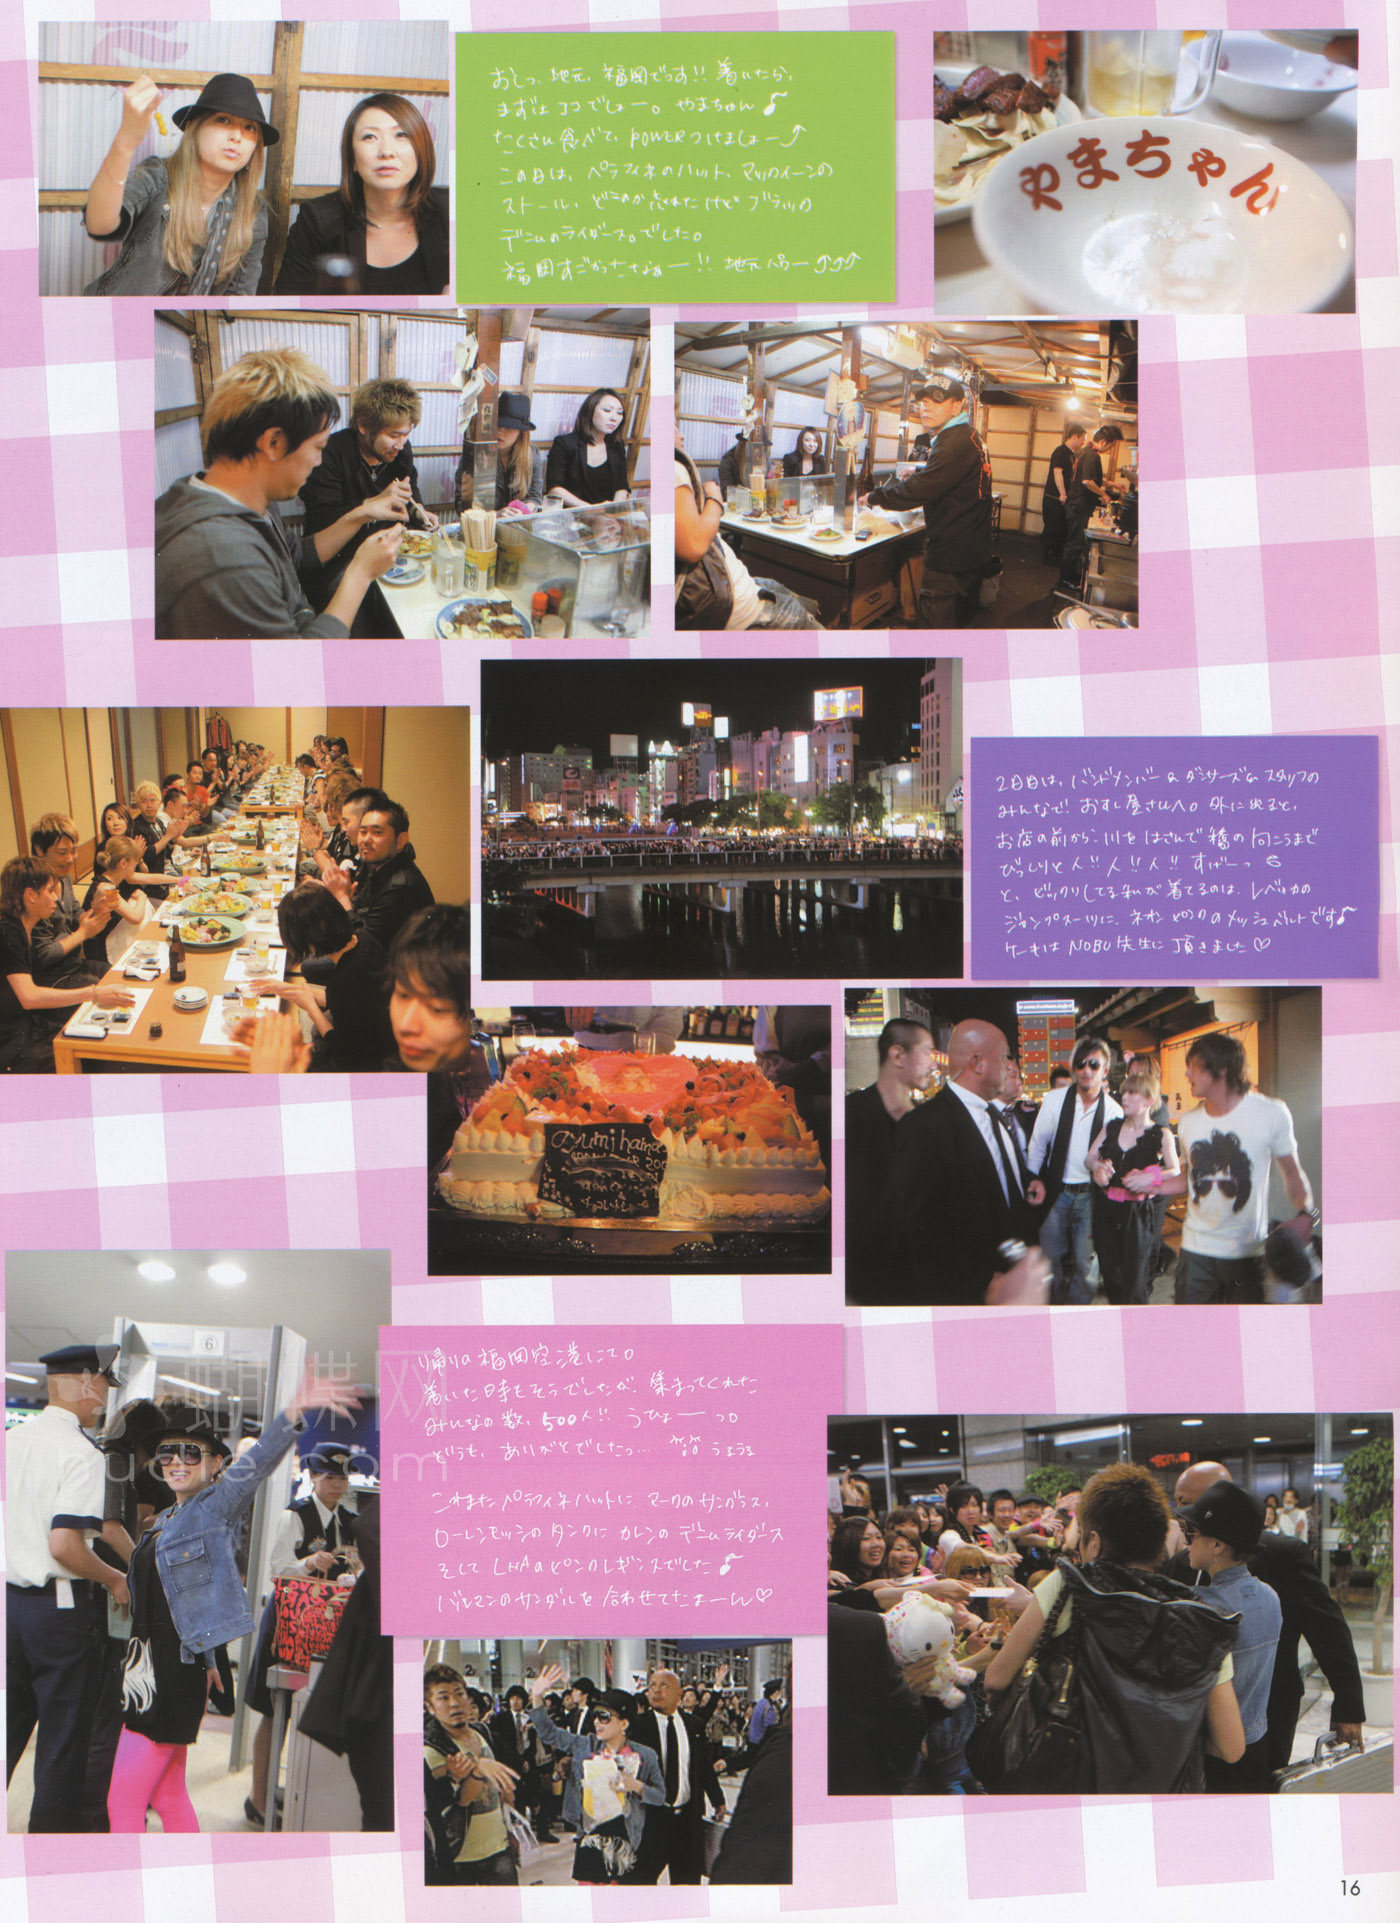 おしっ、地元、福岡でっす!! 着いたら、
まずは ココでしょー。やまちゃん♪
たくさん食べて、POWERつけましょー⤴
この日は、ペラフィネのハット、マックイーンの
ストール、どこのか忘れたけど ブラック
デニムのライダース。でした。
福岡すごかったなぁー!! 地元パワー⤴⤴⤴
やまちゃん
2日目は、バンドメンバー&ダンサーズ&スタッフの
みんなで! おすし屋さんへ。外に出ると、
お店の前から、川をはさんで橋の向こうまで
びっしりと人!! 人!! 人!! すげーっ
と、ビックリしてる私が着てるのは、レベッカの
ジャンプスーツに、ネオンピンクのメッシュベルトです♪
ケーキは NOBU先生に 頂きました♡
ayumi hamas
帰りの福岡空港にて。
着いた日もそうでしたが、集まってくれた
みんなの数、500人!! うひょーーっ。
どうも、ありがとでしたっ… うるうる
これまたペラフィネハットに、マークのサングラス、
ローレンモッシのタンクに カレンのデニムライダース
そして LNAのピンクレギンスでした♪
バルマンのサンダルを合わせてたまーん♡
6
蝴蝶网
hudie.com
16